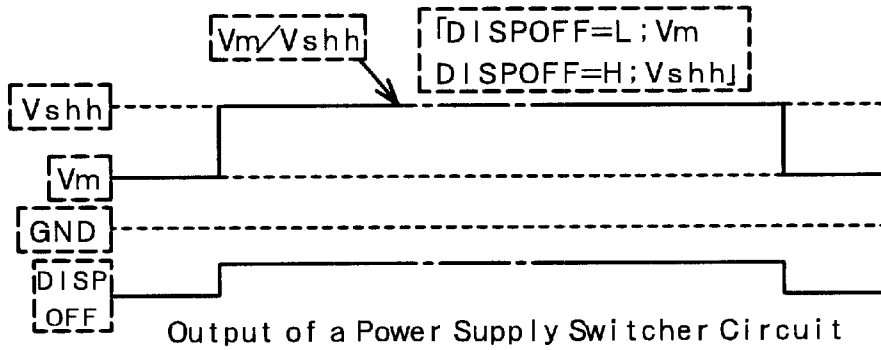 Vm/Vshh
「DISPOFF=L;Vm
DISPOFF=H;Vshh」
Vshh
Vm
GND
DISP
OFF
Output of a Power Supply Switcher Circuit